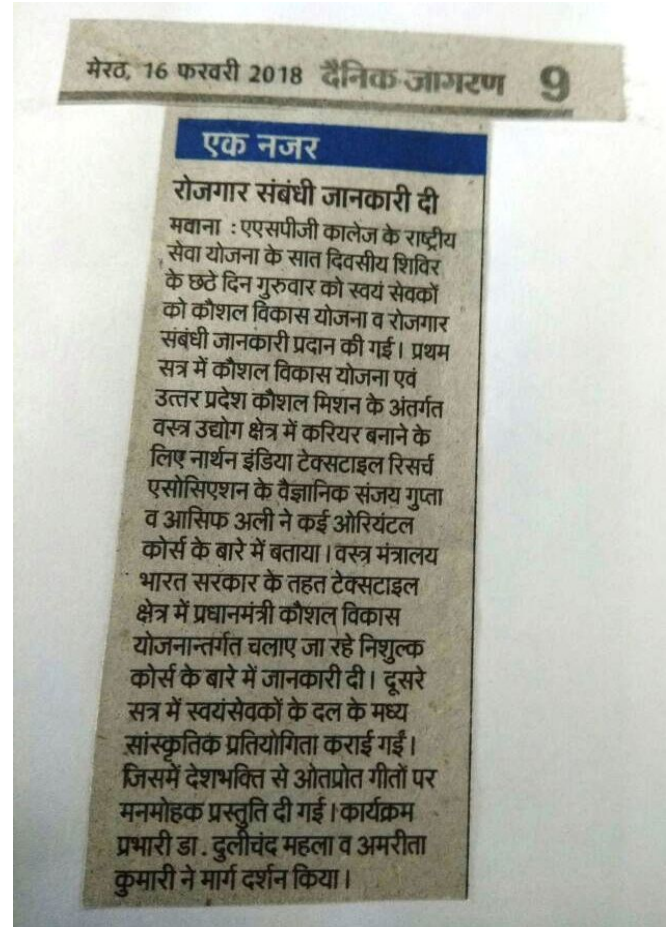 मेरठ, 16 फरवरी 2018 दैनिक जागरण 9
एक नजर
रोजगार संबंधी जानकारी दी
मवाना : एएसपीजी कालेज के राष्ट्रीय
सेवा योजना के सात दिवसीय शिविर
के छठे दिन गुरुवार को स्वयं सेवकों
को कौशल विकास योजना व रोजगार
संबंधी जानकारी प्रदान की गई। प्रथम
सत्र में कौशल विकास योजना एवं
उत्तर प्रदेश कौशल मिशन के अंतर्गत
वस्त्र उद्योग क्षेत्र में करियर बनाने के
लिए नार्थन इंडिया टेक्सटाइल रिसर्च
एसोसिएशन के वैज्ञानिक संजय गुप्ता
व आसिफ अली ने कई ओरियंटल
कोर्स के बारे में बताया। वस्त्र मंत्रालय
भारत सरकार के तहत टेक्सटाइल
क्षेत्र में प्रधानमंत्री कौशल विकास
योजनान्तर्गत चलाए जा रहे निशुल्क
कोर्स के बारे में जानकारी दी। दूसरे
सत्र में स्वयंसेवकों के दल के मध्य
सांस्कृतिक प्रतियोगिता कराई गईं।
जिसमें देशभक्ति से ओतप्रोत गीतों पर
मनमोहक प्रस्तुति दी गई। कार्यक्रम
प्रभारी डा. दुलीचंद महला व अमरीता
कुमारी ने मार्ग दर्शन किया।